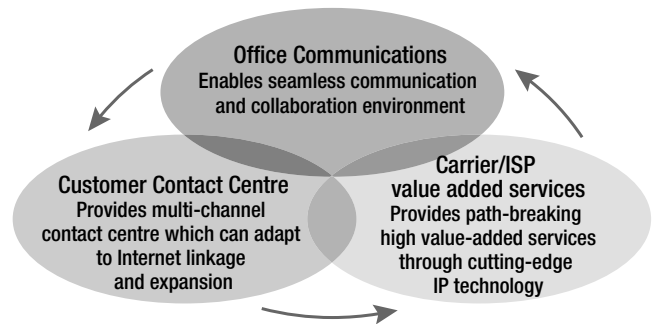 Office Communications
Enables seamless communication
and collaboration environment
Customer Contact Centre
Provides multi-channel
contact centre which can adapt
to Internet linkage
and expansion
Carrier/ISP
value added services
Provides path-breaking
high value-added services
through cutting-edge
IP technology